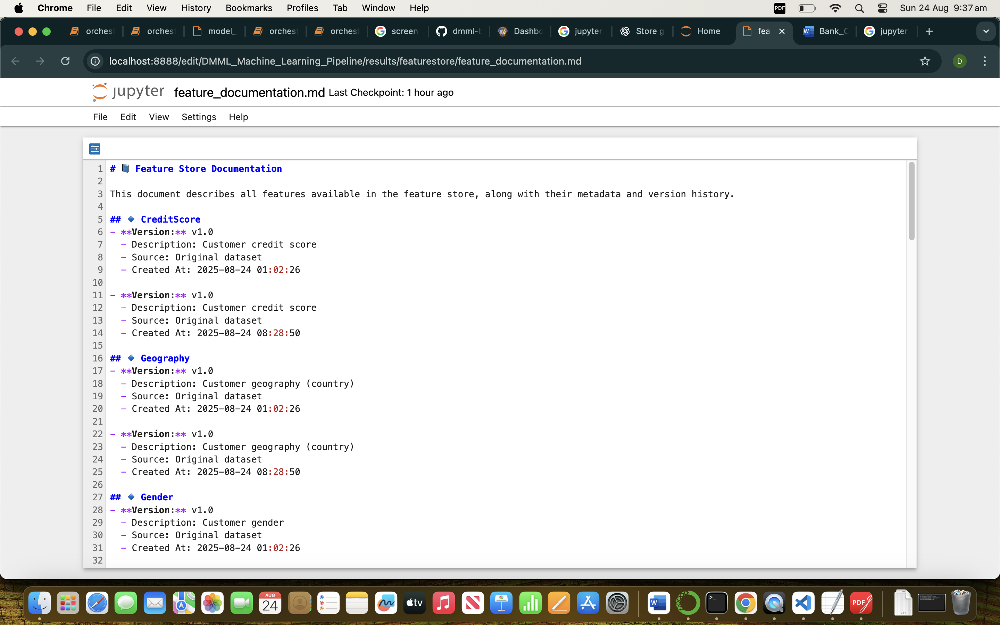 Chrome File Edit View History Bookmarks Profiles Tab Window Help PDF Sun 24 Aug 9:37 am
orchest orchest model_ orchest orchest screen dmml-b Dashbo jupyter Store g Home fea Bank_C jupyter
localhost:8888/edit/DMML_Machine_Learning_Pipeline/results/featurestore/feature_documentation.md D
jupyter feature_documentation.md Last Checkpoint: 1 hour ago
File Edit View Settings Help
1 # 📘 Feature Store Documentation
2
3 This document describes all features available in the feature store, along with their metadata and version history.
4
5 ## 🔹 CreditScore
6 - **Version:** v1.0
7   - Description: Customer credit score
8   - Source: Original dataset
9   - Created At: 2025-08-24 01:02:26
10
11 - **Version:** v1.0
12   - Description: Customer credit score
13   - Source: Original dataset
14   - Created At: 2025-08-24 08:28:50
15
16 ## 🔹 Geography
17 - **Version:** v1.0
18   - Description: Customer geography (country)
19   - Source: Original dataset
20   - Created At: 2025-08-24 01:02:26
21
22 - **Version:** v1.0
23   - Description: Customer geography (country)
24   - Source: Original dataset
25   - Created At: 2025-08-24 08:28:50
26
27 ## 🔹 Gender
28 - **Version:** v1.0
29   - Description: Customer gender
30   - Source: Original dataset
31   - Created At: 2025-08-24 01:02:26
32
AUG
24
tv
W
>_
PDF
CSV